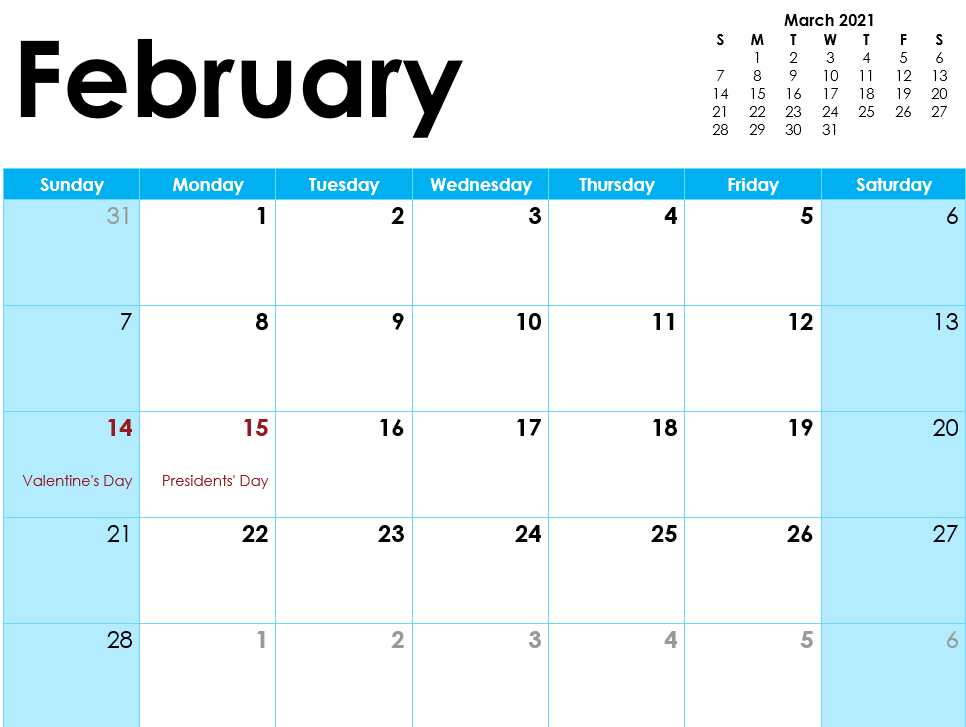 February
March 2021
S M T W T F S
1 2 3 4 5 6
7 8 9 10 11 12 13
14 15 16 17 18 19 20
21 22 23 24 25 26 27
28 29 30 31
Sunday Monday Tuesday Wednesday Thursday Friday Saturday
31 1 2 3 4 5 6
7 8 9 10 11 12 13
14 15 16 17 18 19 20
Valentine's Day Presidents' Day
21 22 23 24 25 26 27
28 1 2 3 4 5 6